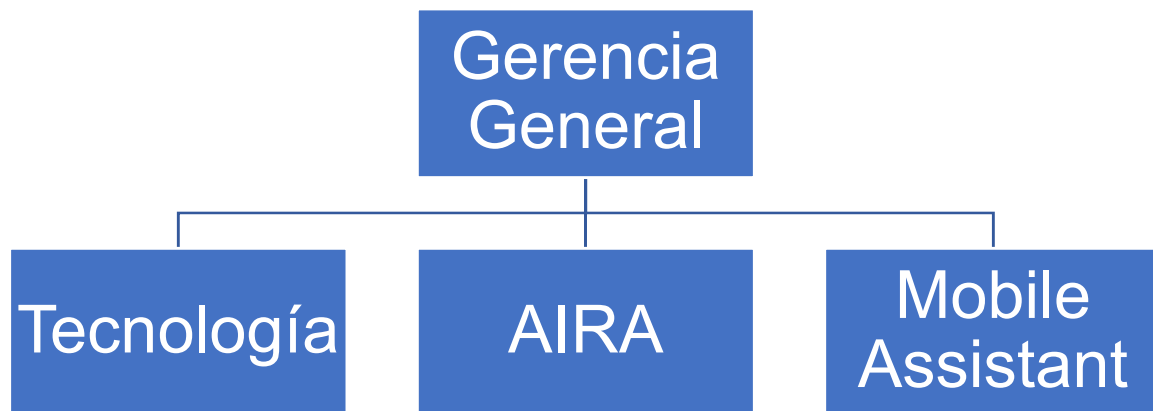 Gerencia
General
Tecnología
AIRA
Mobile
Assistant